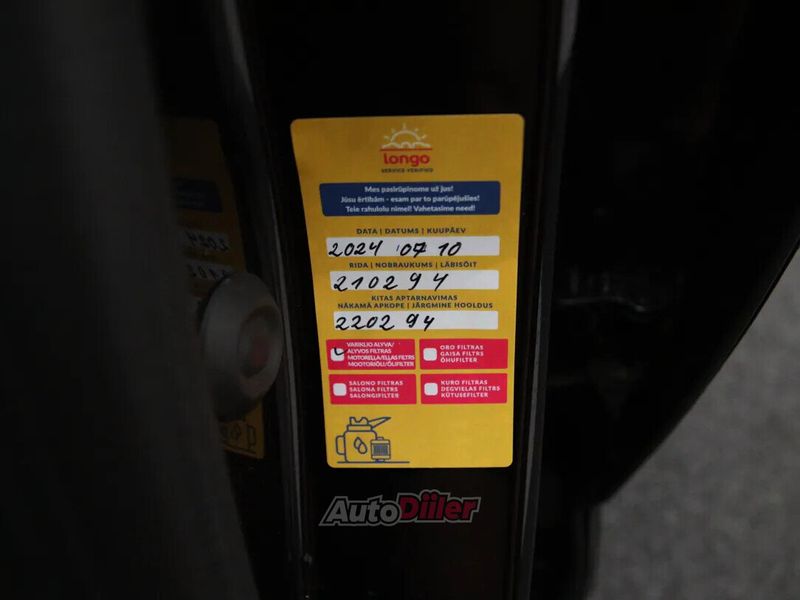 longo
SERVICE VERIFIED
Mes pasirūpinome už jus!
Jūsu ērtībām - esam par to parūpējušies!
Teie rahulolu nimel! Vahetasime need!
DATA | DATUMS | KUUPÄEV
2024 07 10
RIDA | NOBRAUKUMS | LÄBISÕIT
210294
KITAS APTARNAVIMAS
NĀKAMĀ APKOPE | JÄRGMINE HOOLDUS
220294
VARIKLIO ALYVA/
ALYVOS FILTRAS
MOTOREĻĻA/EĻĻAS FILTRS
MOOTORIÕLI/ÕLIFILTER
ORO FILTRAS
GAISA FILTRS
ÕHUFILTER
SALONO FILTRAS
SALONA FILTRS
SALONGIFILTER
KURO FILTRAS
DEGVIELAS FILTRS
KÜTUSEFILTER
AutoDiiler